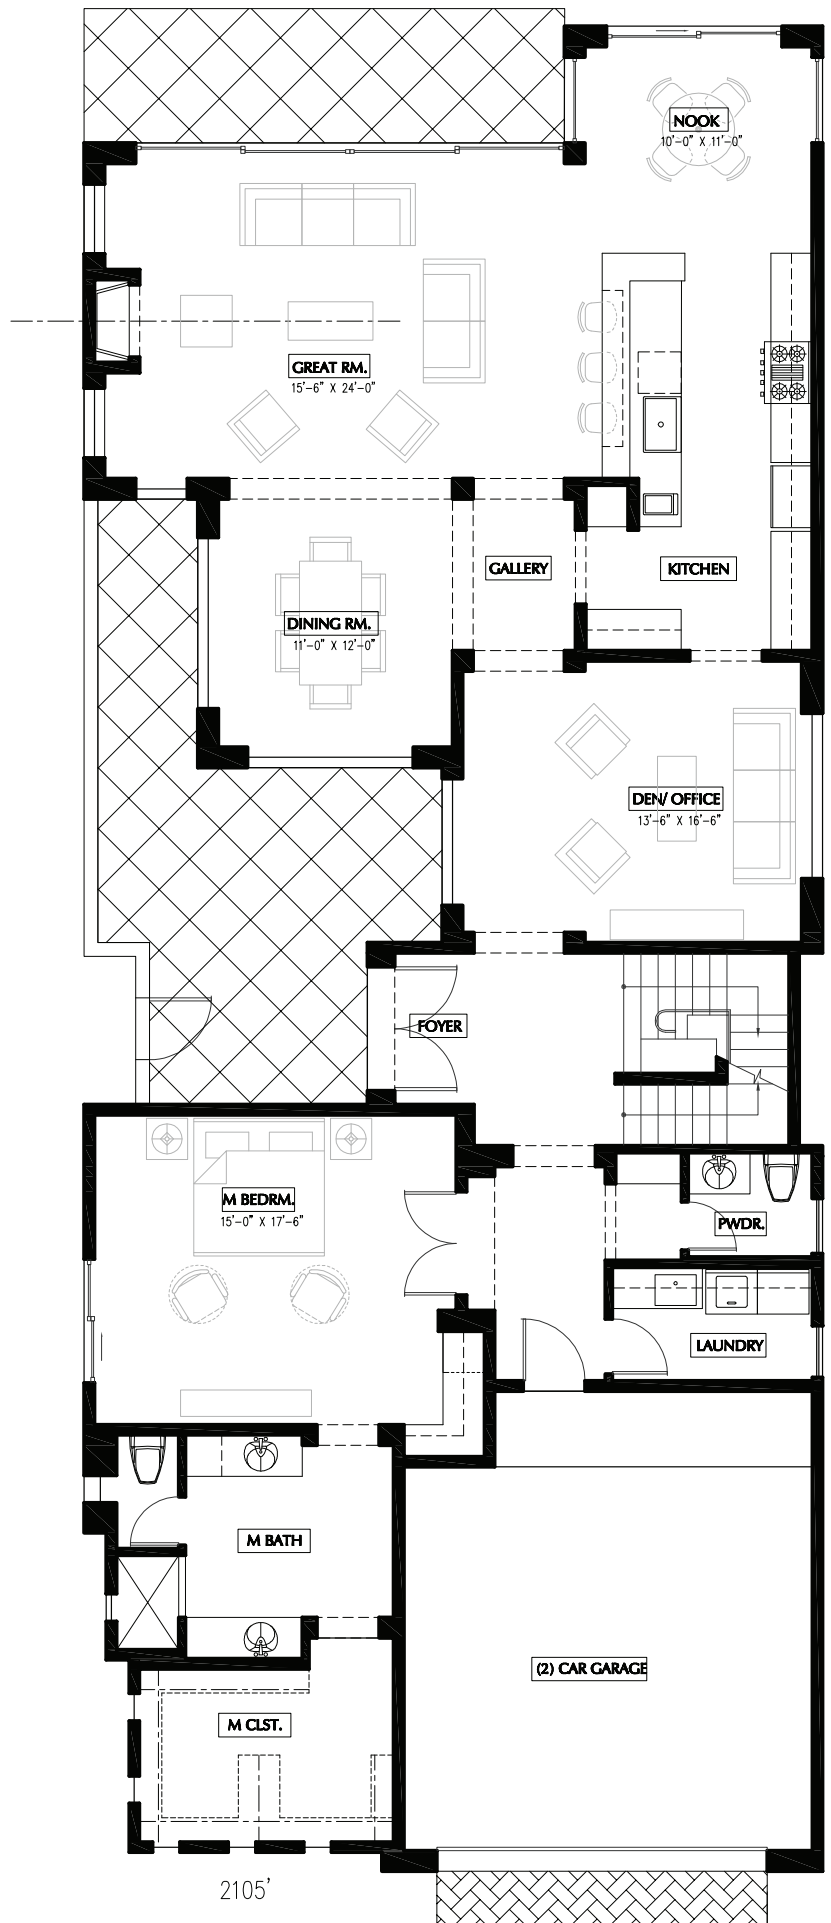 NOOK
10'-0" X 11'-0"
GREAT RM.
15'-6" X 24'-0"
GALLERY
KITCHEN
DINING RM.
11'-0" X 12'-0"
DEN/ OFFICE
13'-6" X 16'-6"
FOYER
M BEDRM.
15'-0" X 17'-6"
PWDR.
LAUNDRY
M BATH
(2) CAR GARAGE
M CLST.
2105'